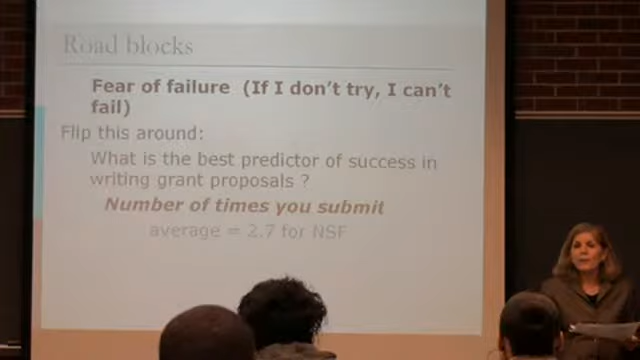 Road blocks
Fear of failure (If I don't try, I can't
fail)
Flip this around:
What is the best predictor of success in
writing grant proposals ?
Number of times you submit
average = 2.7 for NSF